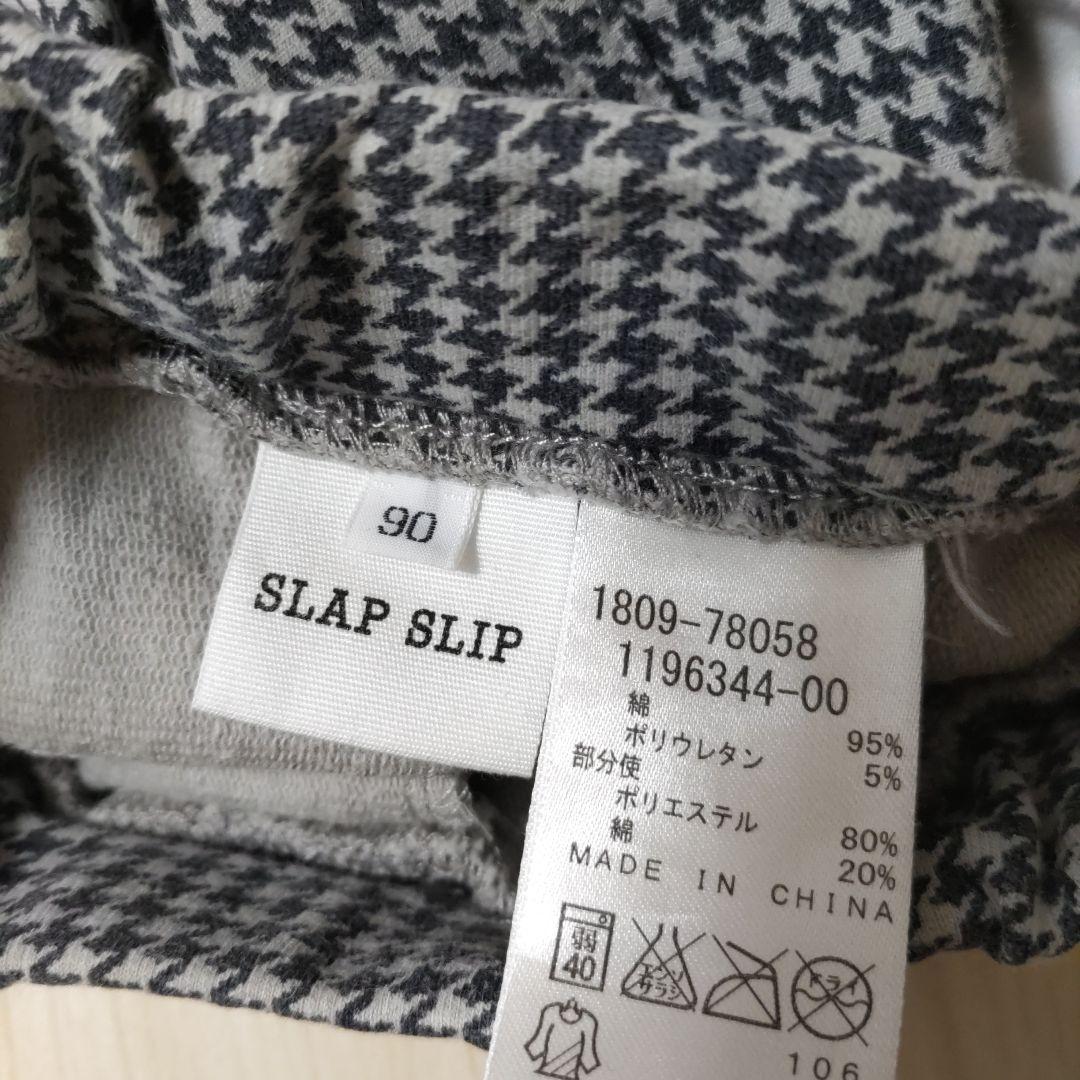 90
SLAP SLIP
1809-78058
1196344-00
綿 95%
ポリウレタン 5%
部分使
ポリエステル 80%
綿 20%
MADE IN CHINA
弱
40
エンソ
サラシ
ドライ
106